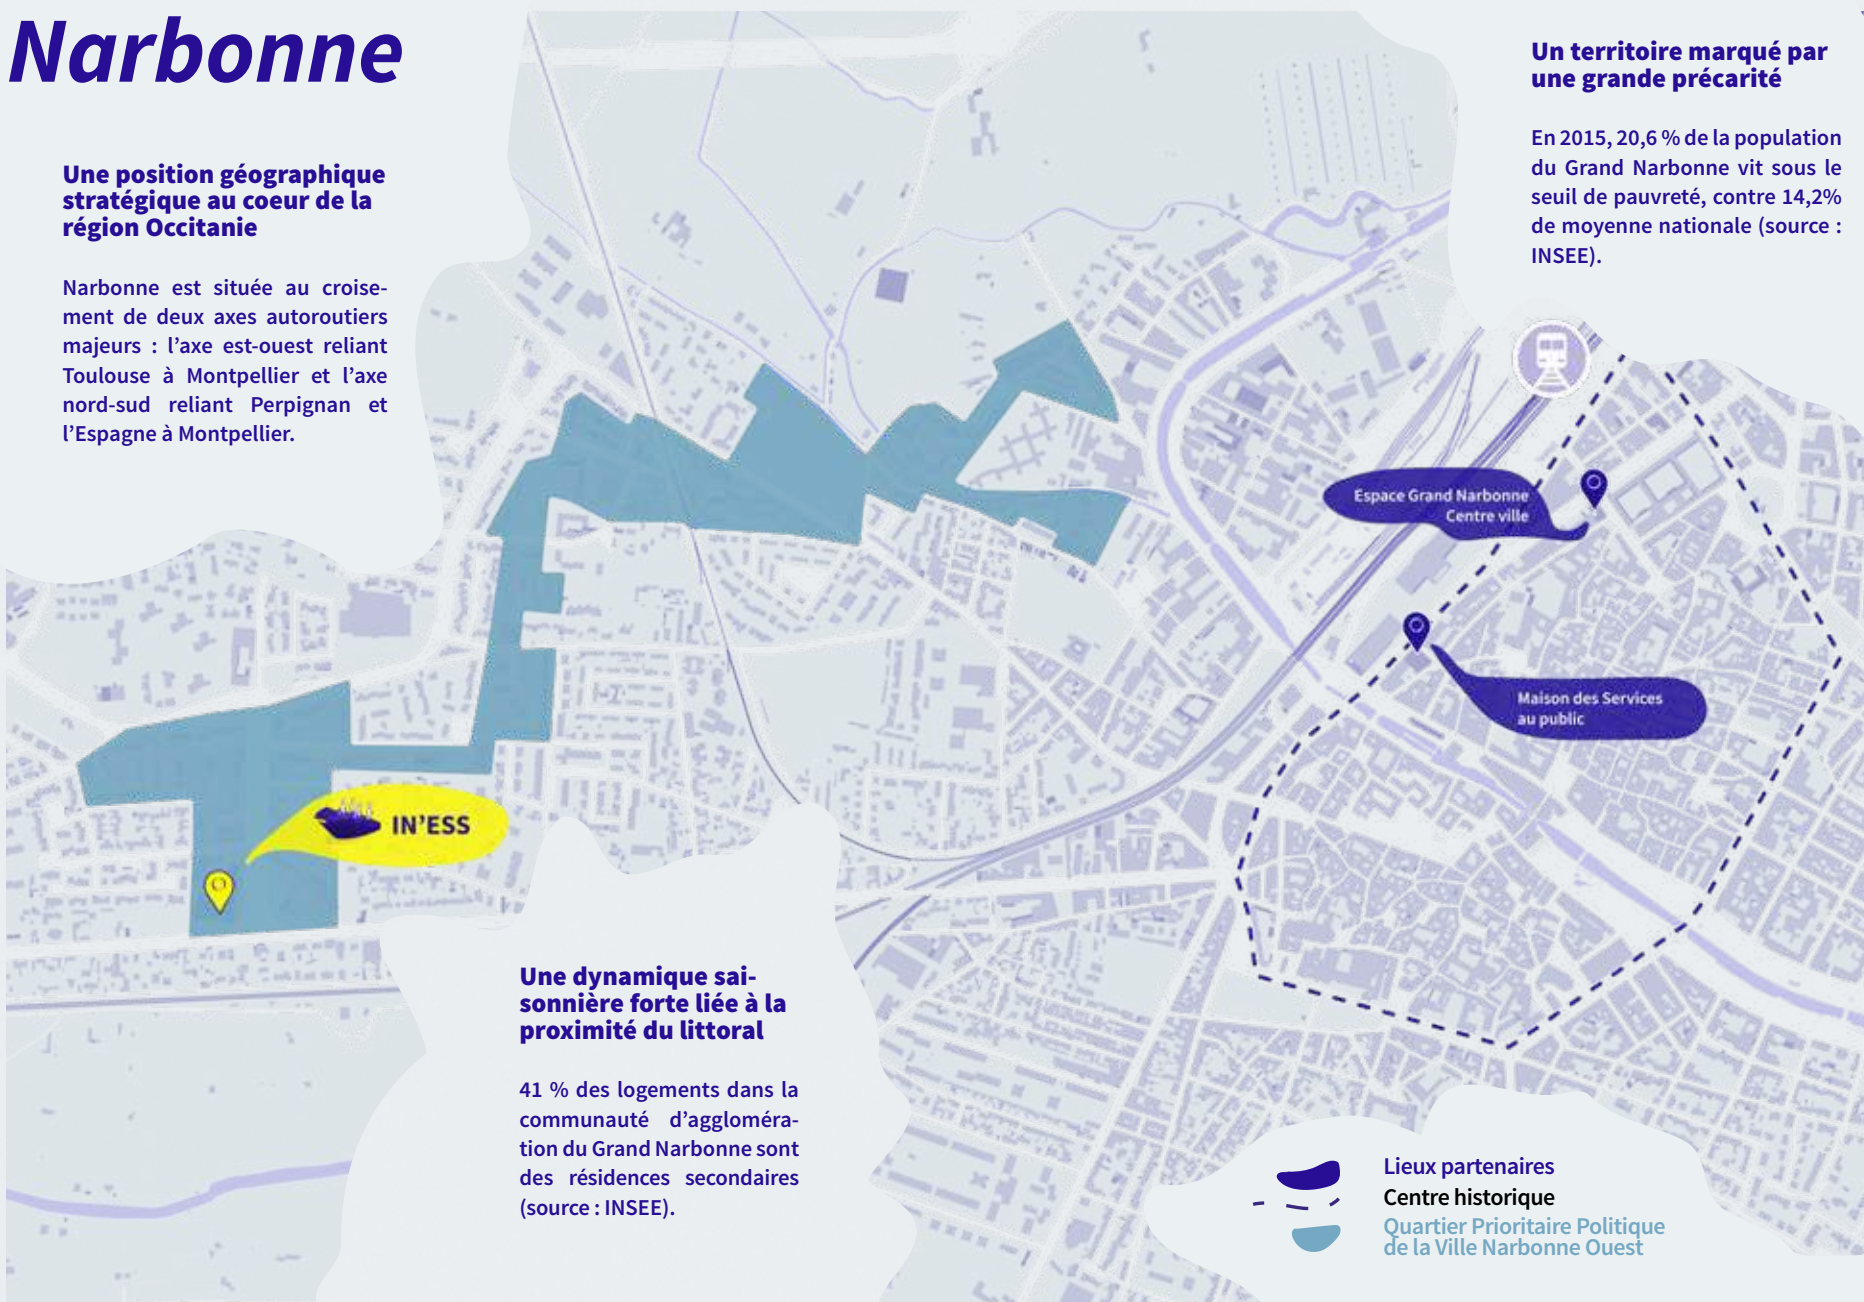 Narbonne
Une position géographique
stratégique au coeur de la
région Occitanie
Narbonne est située au croise-
ment de deux axes autoroutiers
majeurs : l'axe est-ouest reliant
Toulouse à Montpellier et l'axe
nord-sud reliant Perpignan et
l'Espagne à Montpellier.
Un territoire marqué par
une grande précarité
En 2015, 20,6 % de la population
du Grand Narbonne vit sous le
seuil de pauvreté, contre 14,2%
de moyenne nationale (source :
INSEE).
Espace Grand Narbonne
Centre ville
Maison des Services
au public
IN'ESS
Une dynamique sai-
sonnière forte liée à la
proximité du littoral
41 % des logements dans la
communauté d'aggloméra-
tion du Grand Narbonne sont
des résidences secondaires
(source : INSEE).
Lieux partenaires
Centre historique
Quartier Prioritaire Politique
de la Ville Narbonne Ouest